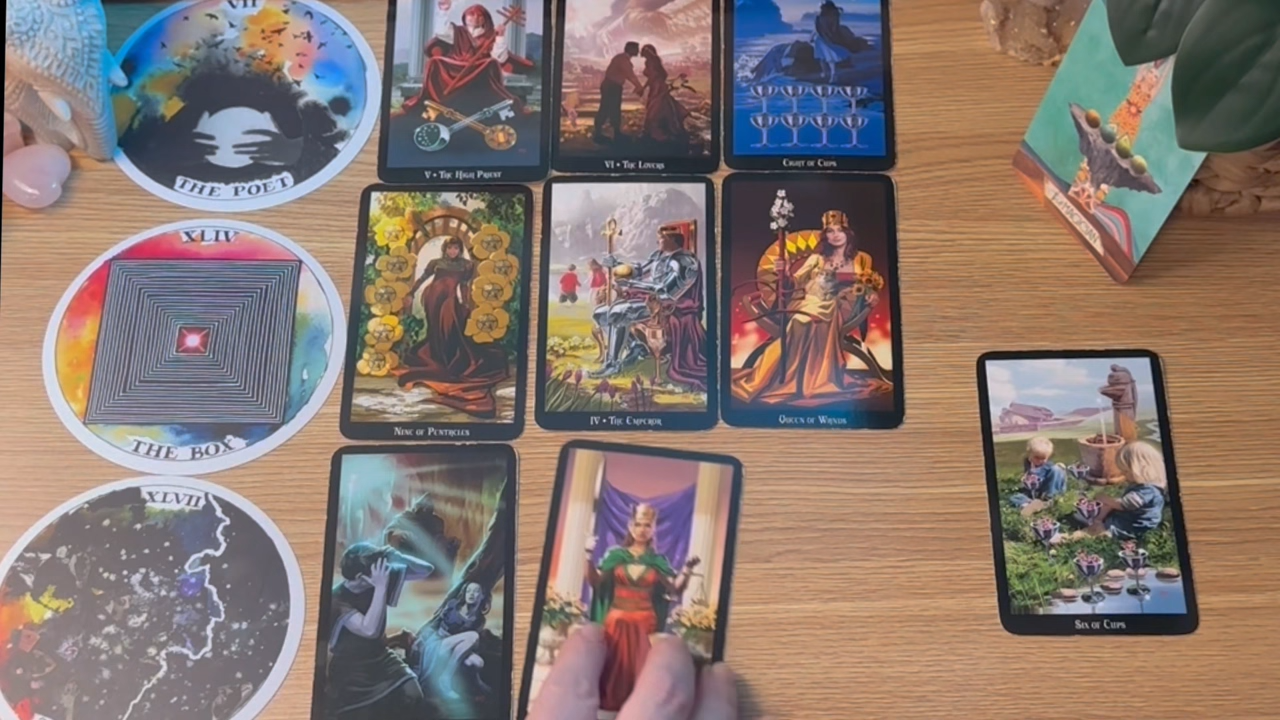 VII
THE POET
V • THE HIGH PRIEST
VI • THE LOVERS
EIGHT OF CUPS
XLIV
THE BOX
NINE OF PENTACLES
IV • THE EMPEROR
QUEEN OF WANDS
XLVII
SIX OF CUPS
MAGICIAN